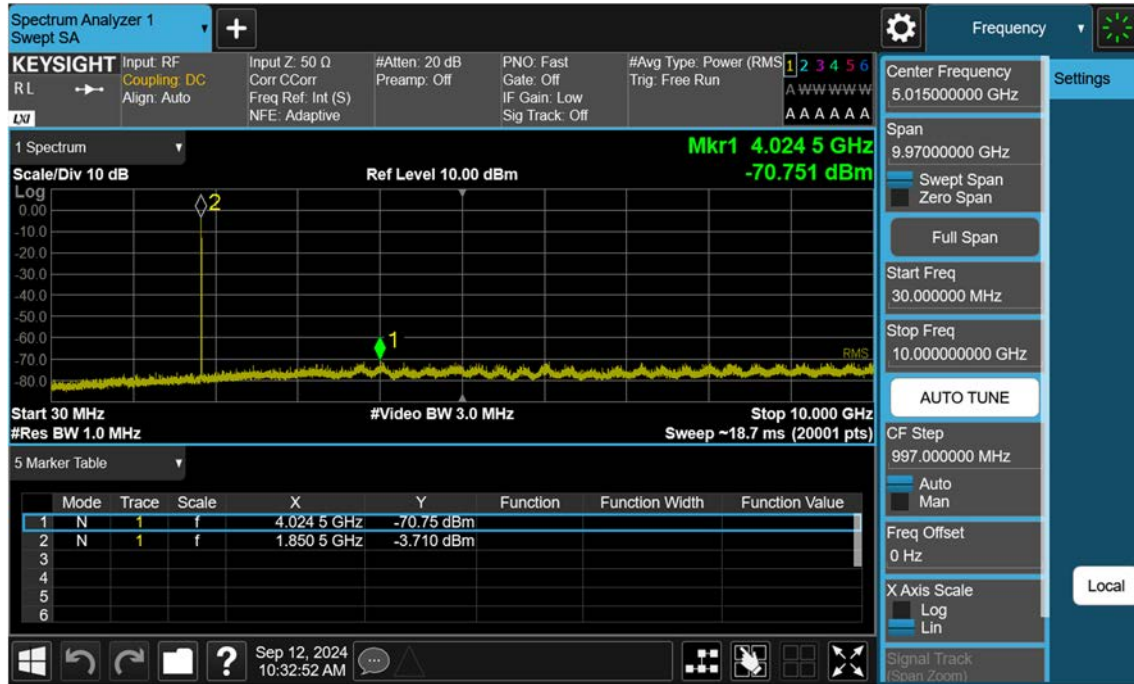 Spectrum Analyzer 1
Swept SA
Frequency
KEYSIGHT
RL
LXI
Input: RF
Coupling: DC
Align: Auto
Input Z: 50 Ω
Corr CCorr
Freq Ref: Int (S)
NFE: Adaptive
#Atten: 20 dB
Preamp: Off
PNO: Fast
Gate: Off
IF Gain: Low
Sig Track: Off
#Avg Type: Power (RMS
Trig: Free Run
1 2 3 4 5 6
A W W W W W
A A A A A A
1 Spectrum
Mkr1 4.024 5 GHz
-70.751 dBm
Scale/Div 10 dB
Ref Level 10.00 dBm
Log
0.00
-10.0
-20.0
-30.0
-40.0
-50.0
-60.0
-70.0
-80.0
2
1
RMS
Start 30 MHz
#Video BW 3.0 MHz
Stop 10.000 GHz
#Res BW 1.0 MHz
Sweep ~18.7 ms (20001 pts)
5 Marker Table
Mode Trace Scale X Y Function Function Width Function Value
1 N 1 f 4.024 5 GHz -70.75 dBm
2 N 1 f 1.850 5 GHz -3.710 dBm
3
4
5
6
?
Sep 12, 2024
10:32:52 AM
Center Frequency
5.015000000 GHz
Span
9.97000000 GHz
Swept Span
Zero Span
Full Span
Start Freq
30.000000 MHz
Stop Freq
10.000000000 GHz
AUTO TUNE
CF Step
997.000000 MHz
Auto
Man
Freq Offset
0 Hz
X Axis Scale
Log
Lin
Signal Track
(Span Zoom)
Settings
Local